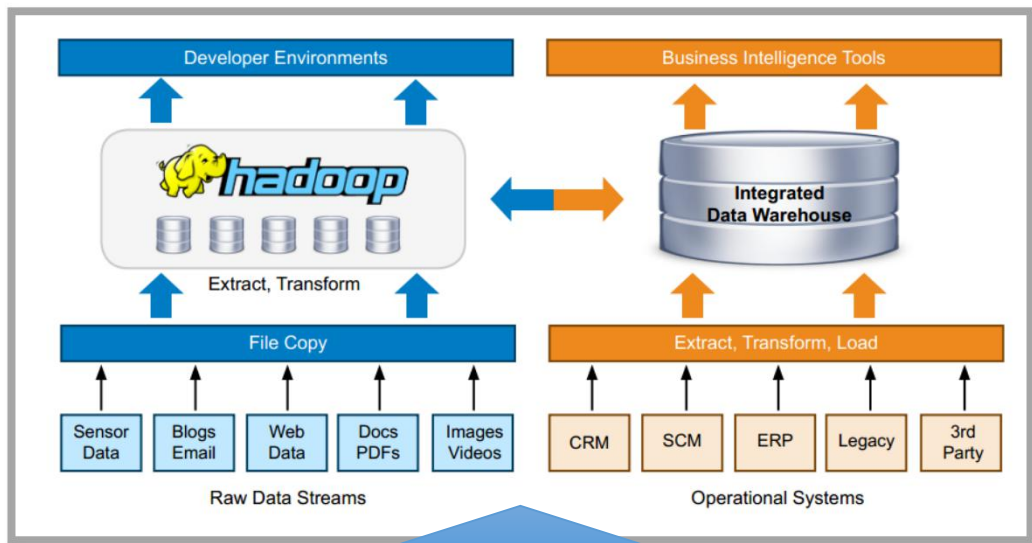 Developer Environments
Business Intelligence Tools
hadoop
Integrated
Data Warehouse
Extract, Transform
File Copy
Extract, Transform, Load
Sensor
Data
Blogs
Email
Web
Data
Docs
PDFs
Images
Videos
CRM
SCM
ERP
Legacy
3rd
Party
Raw Data Streams
Operational Systems